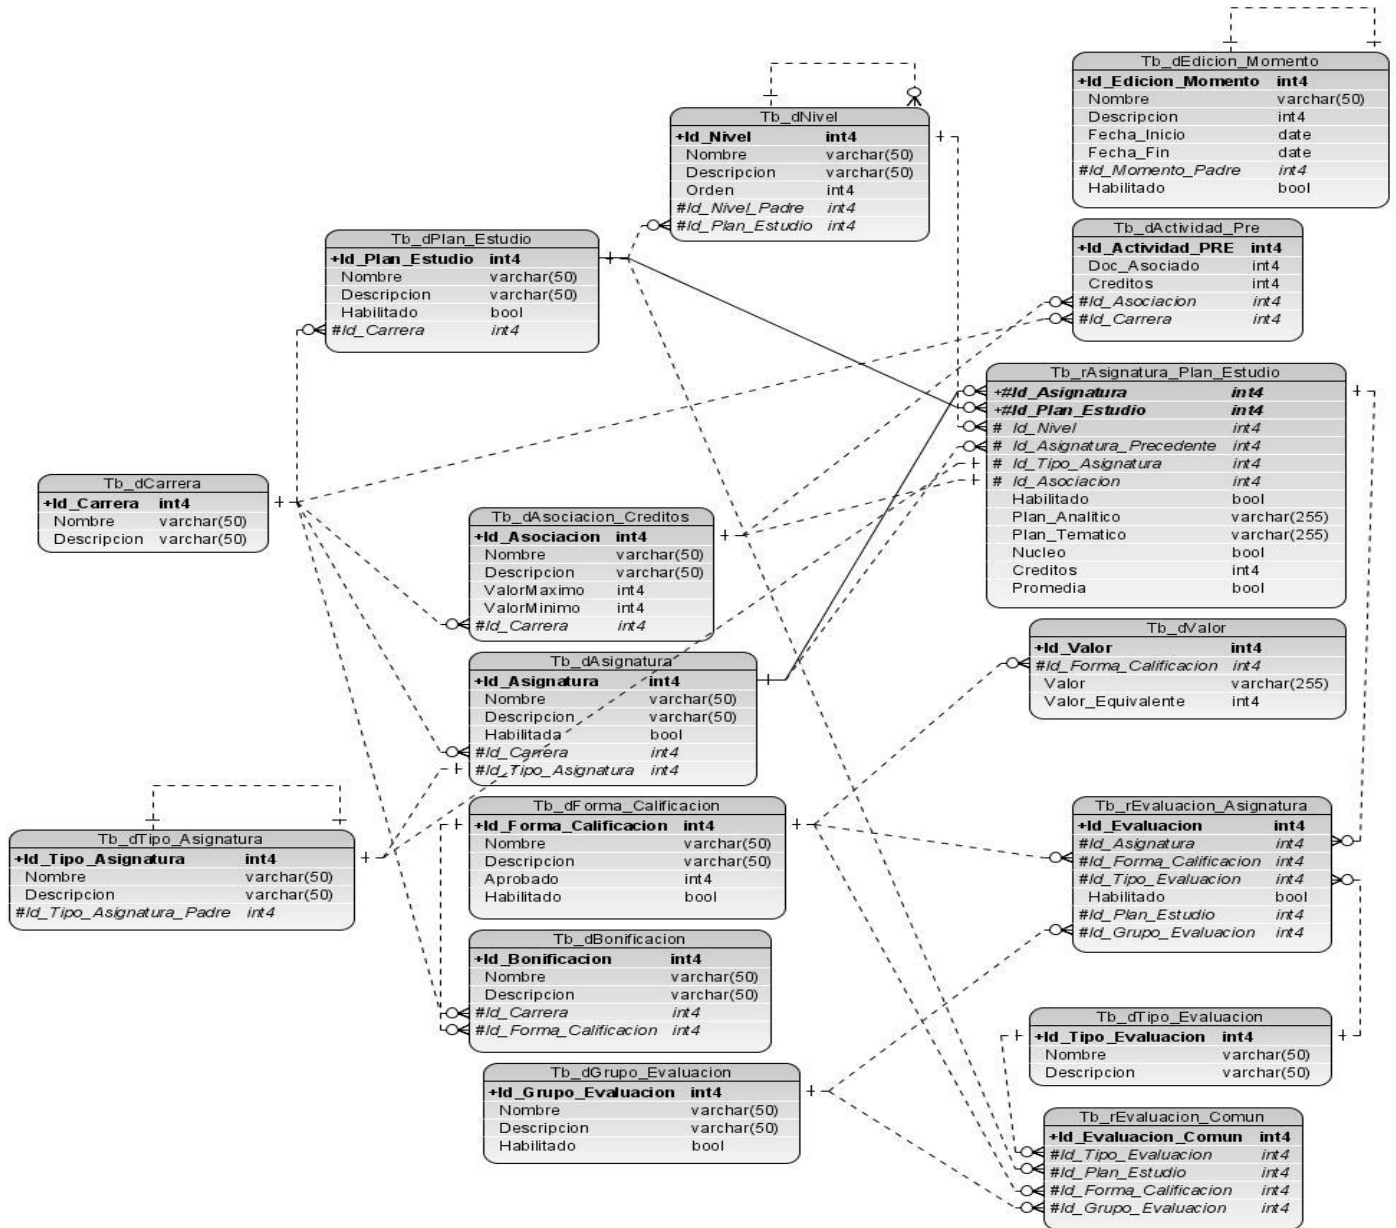 Tb_dEdicion_Momento
+Id_Edicion_Momento int4
Nombre varchar(50)
Descripcion int4
Fecha_Inicio date
Fecha_Fin date
#Id_Momento_Padre int4
Habilitado bool
Tb_dNivel
+Id_Nivel int4
Nombre varchar(50)
Descripcion varchar(50)
Orden int4
#Id_Nivel_Padre int4
#Id_Plan_Estudio int4
Tb_dActividad_Pre
+Id_Actividad_PRE int4
Doc_Asociado int4
Creditos int4
#Id_Asociacion int4
#Id_Carrera int4
Tb_dPlan_Estudio
+Id_Plan_Estudio int4
Nombre varchar(50)
Descripcion varchar(50)
Habilitado bool
#Id_Carrera int4
Tb_rAsignatura_Plan_Estudio
+#Id_Asignatura int4
+#Id_Plan_Estudio int4
# Id_Nivel int4
# Id_Asignatura_Precedente int4
# Id_Tipo_Asignatura int4
# Id_Asociacion int4
Habilitado bool
Plan_Analitico varchar(255)
Plan_Tematico varchar(255)
Nucleo bool
Creditos int4
Promedia bool
Tb_dCarrera
+Id_Carrera int4
Nombre varchar(50)
Descripcion varchar(50)
Tb_dAsociacion_Creditos
+Id_Asociacion int4
Nombre varchar(50)
Descripcion varchar(50)
ValorMaximo int4
ValorMinimo int4
#Id_Carrera int4
Tb_dValor
+Id_Valor int4
#Id_Forma_Calificacion int4
Valor varchar(255)
Valor_Equivalente int4
Tb_dAsignatura
+Id_Asignatura int4
Nombre varchar(50)
Descripcion varchar(50)
Habilitada bool
#Id_Carrera int4
#Id_Tipo_Asignatura int4
Tb_dForma_Calificacion
+Id_Forma_Calificacion int4
Nombre varchar(50)
Descripcion varchar(50)
Aprobado int4
Habilitado bool
Tb_rEvaluacion_Asignatura
+Id_Evaluacion int4
#Id_Asignatura int4
#Id_Forma_Calificacion int4
#Id_Tipo_Evaluacion int4
Habilitado bool
#Id_Plan_Estudio int4
#Id_Grupo_Evaluacion int4
Tb_dTipo_Asignatura
+Id_Tipo_Asignatura int4
Nombre varchar(50)
Descripcion varchar(50)
#Id_Tipo_Asignatura_Padre int4
Tb_dBonificacion
+Id_Bonificacion int4
Nombre varchar(50)
Descripcion varchar(50)
#Id_Carrera int4
#Id_Forma_Calificacion int4
Tb_dTipo_Evaluacion
+Id_Tipo_Evaluacion int4
Nombre varchar(50)
Descripcion varchar(50)
Tb_dGrupo_Evaluacion
+Id_Grupo_Evaluacion int4
Nombre varchar(50)
Descripcion varchar(50)
Habilitado bool
Tb_rEvaluacion_Comun
+Id_Evaluacion_Comun int4
#Id_Tipo_Evaluacion int4
#Id_Plan_Estudio int4
#Id_Forma_Calificacion int4
#Id_Grupo_Evaluacion int4